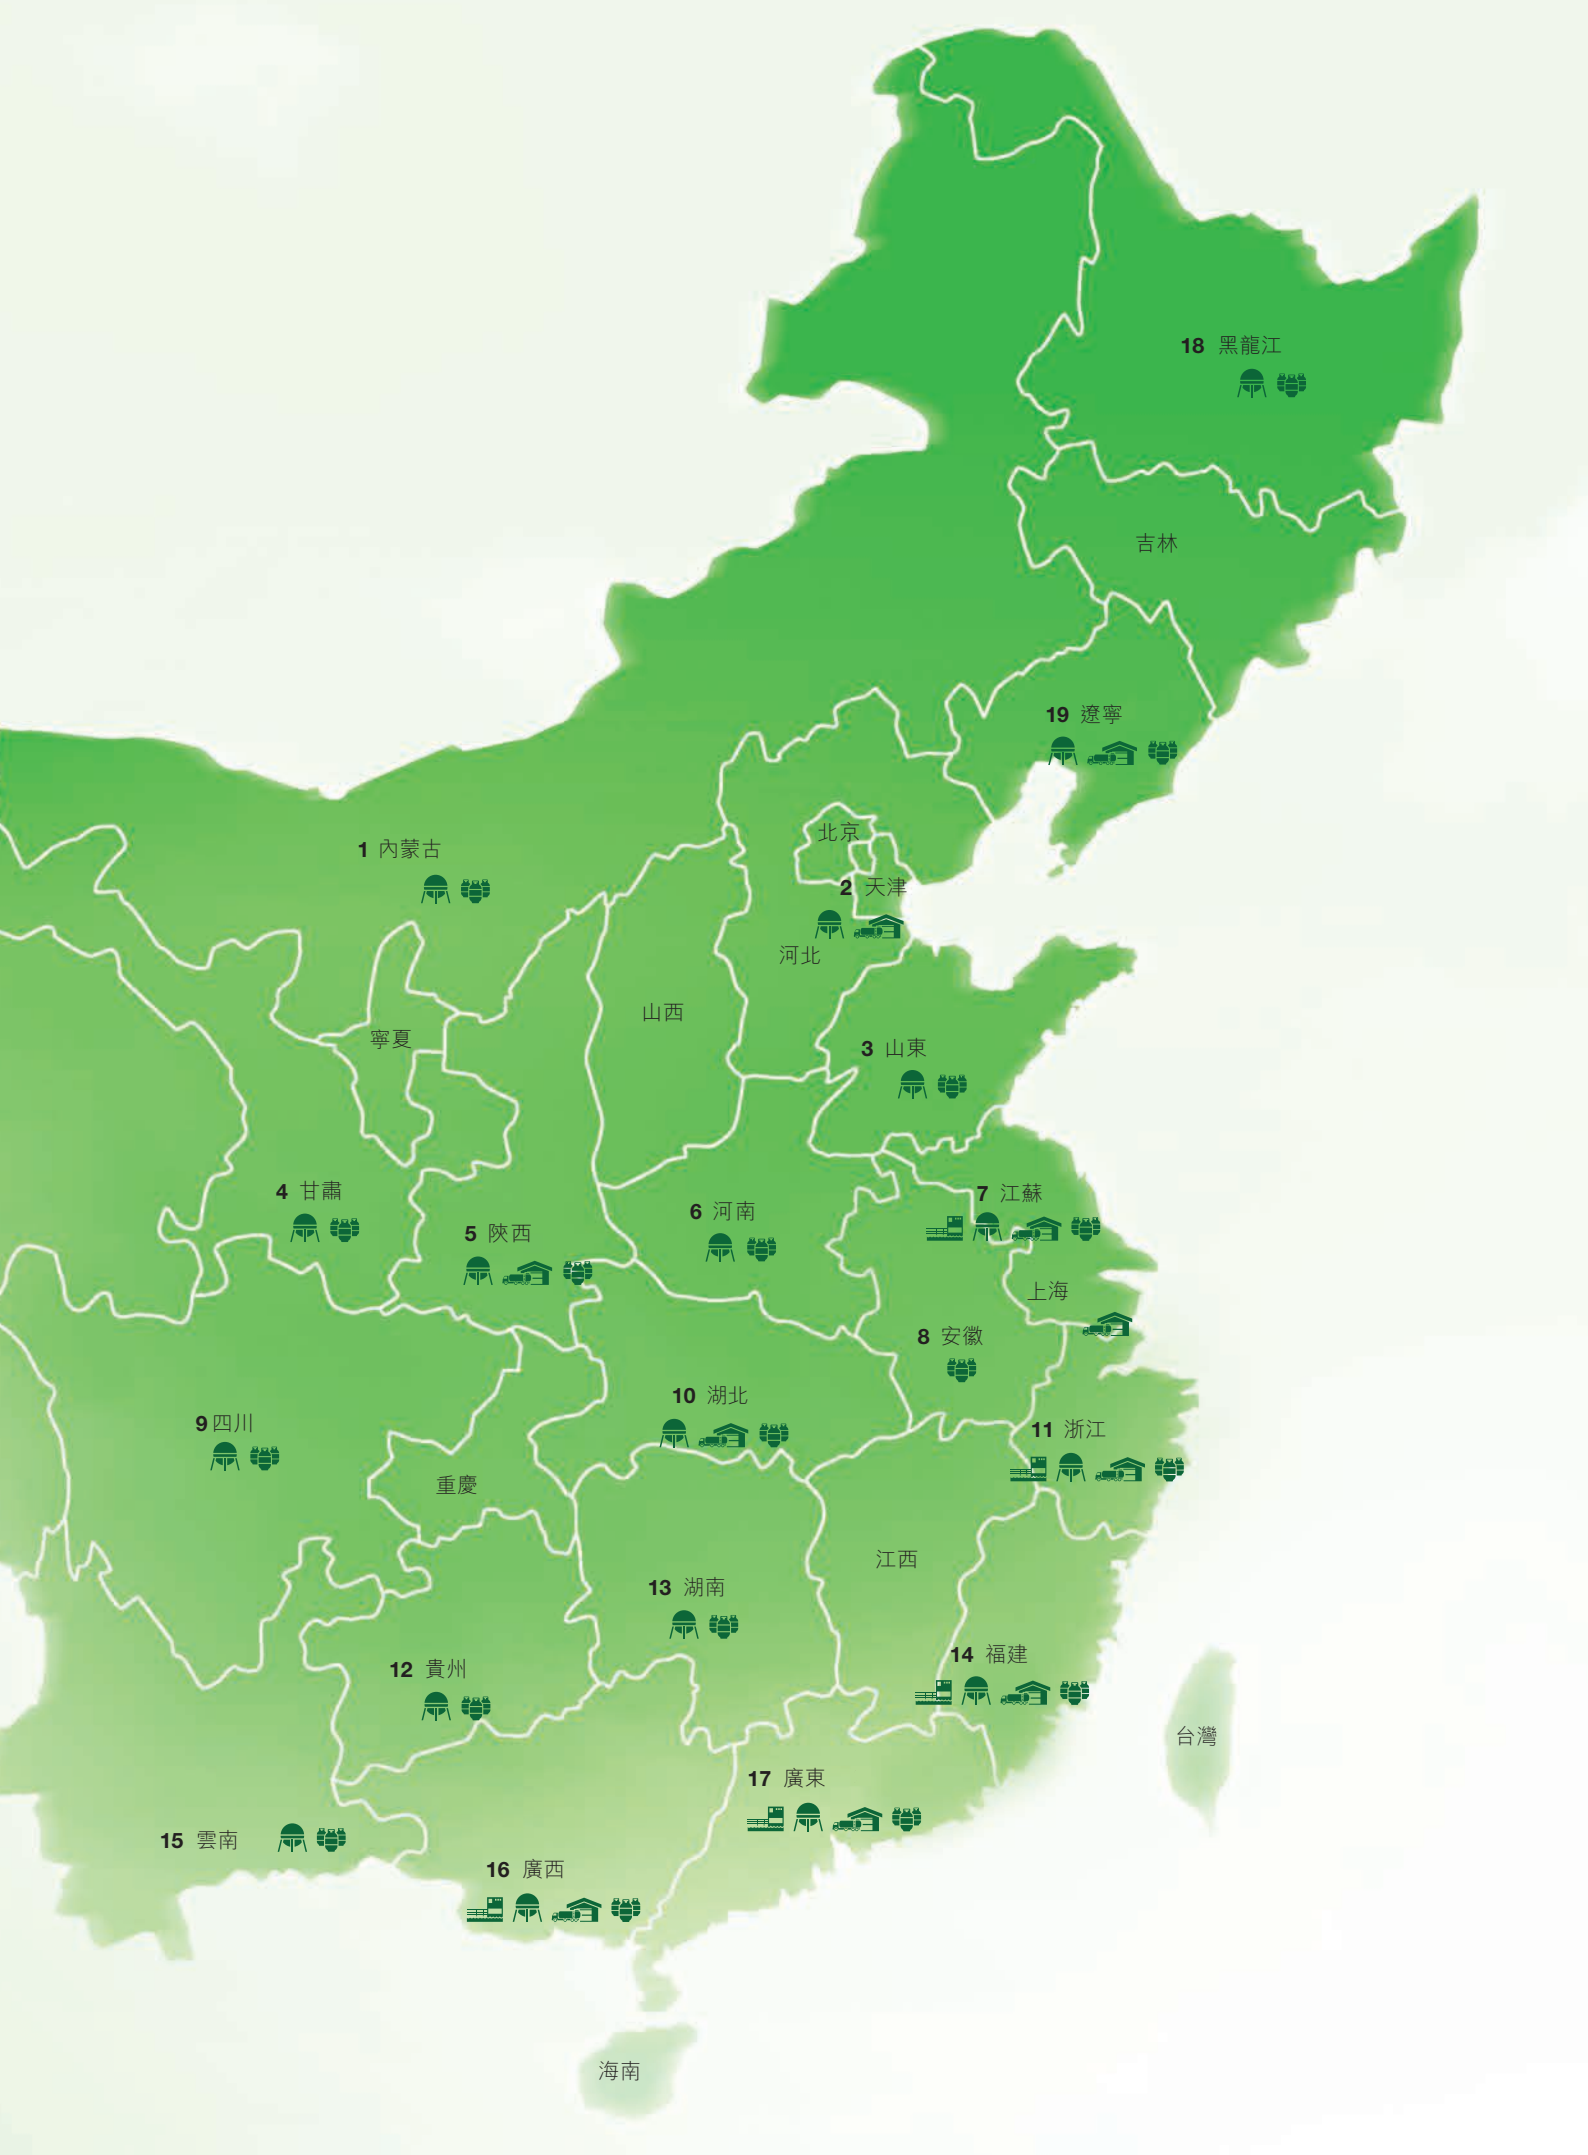 18 黑龍江
吉林
19 遼寧
北京
1 內蒙古
2 天津
河北
山西
寧夏
3 山東
4 甘肅
7 江蘇
6 河南
5 陝西
上海
8 安徽
10 湖北
9 四川
11 浙江
重慶
江西
13 湖南
14 福建
12 貴州
台灣
17 廣東
15 雲南
16 廣西
海南